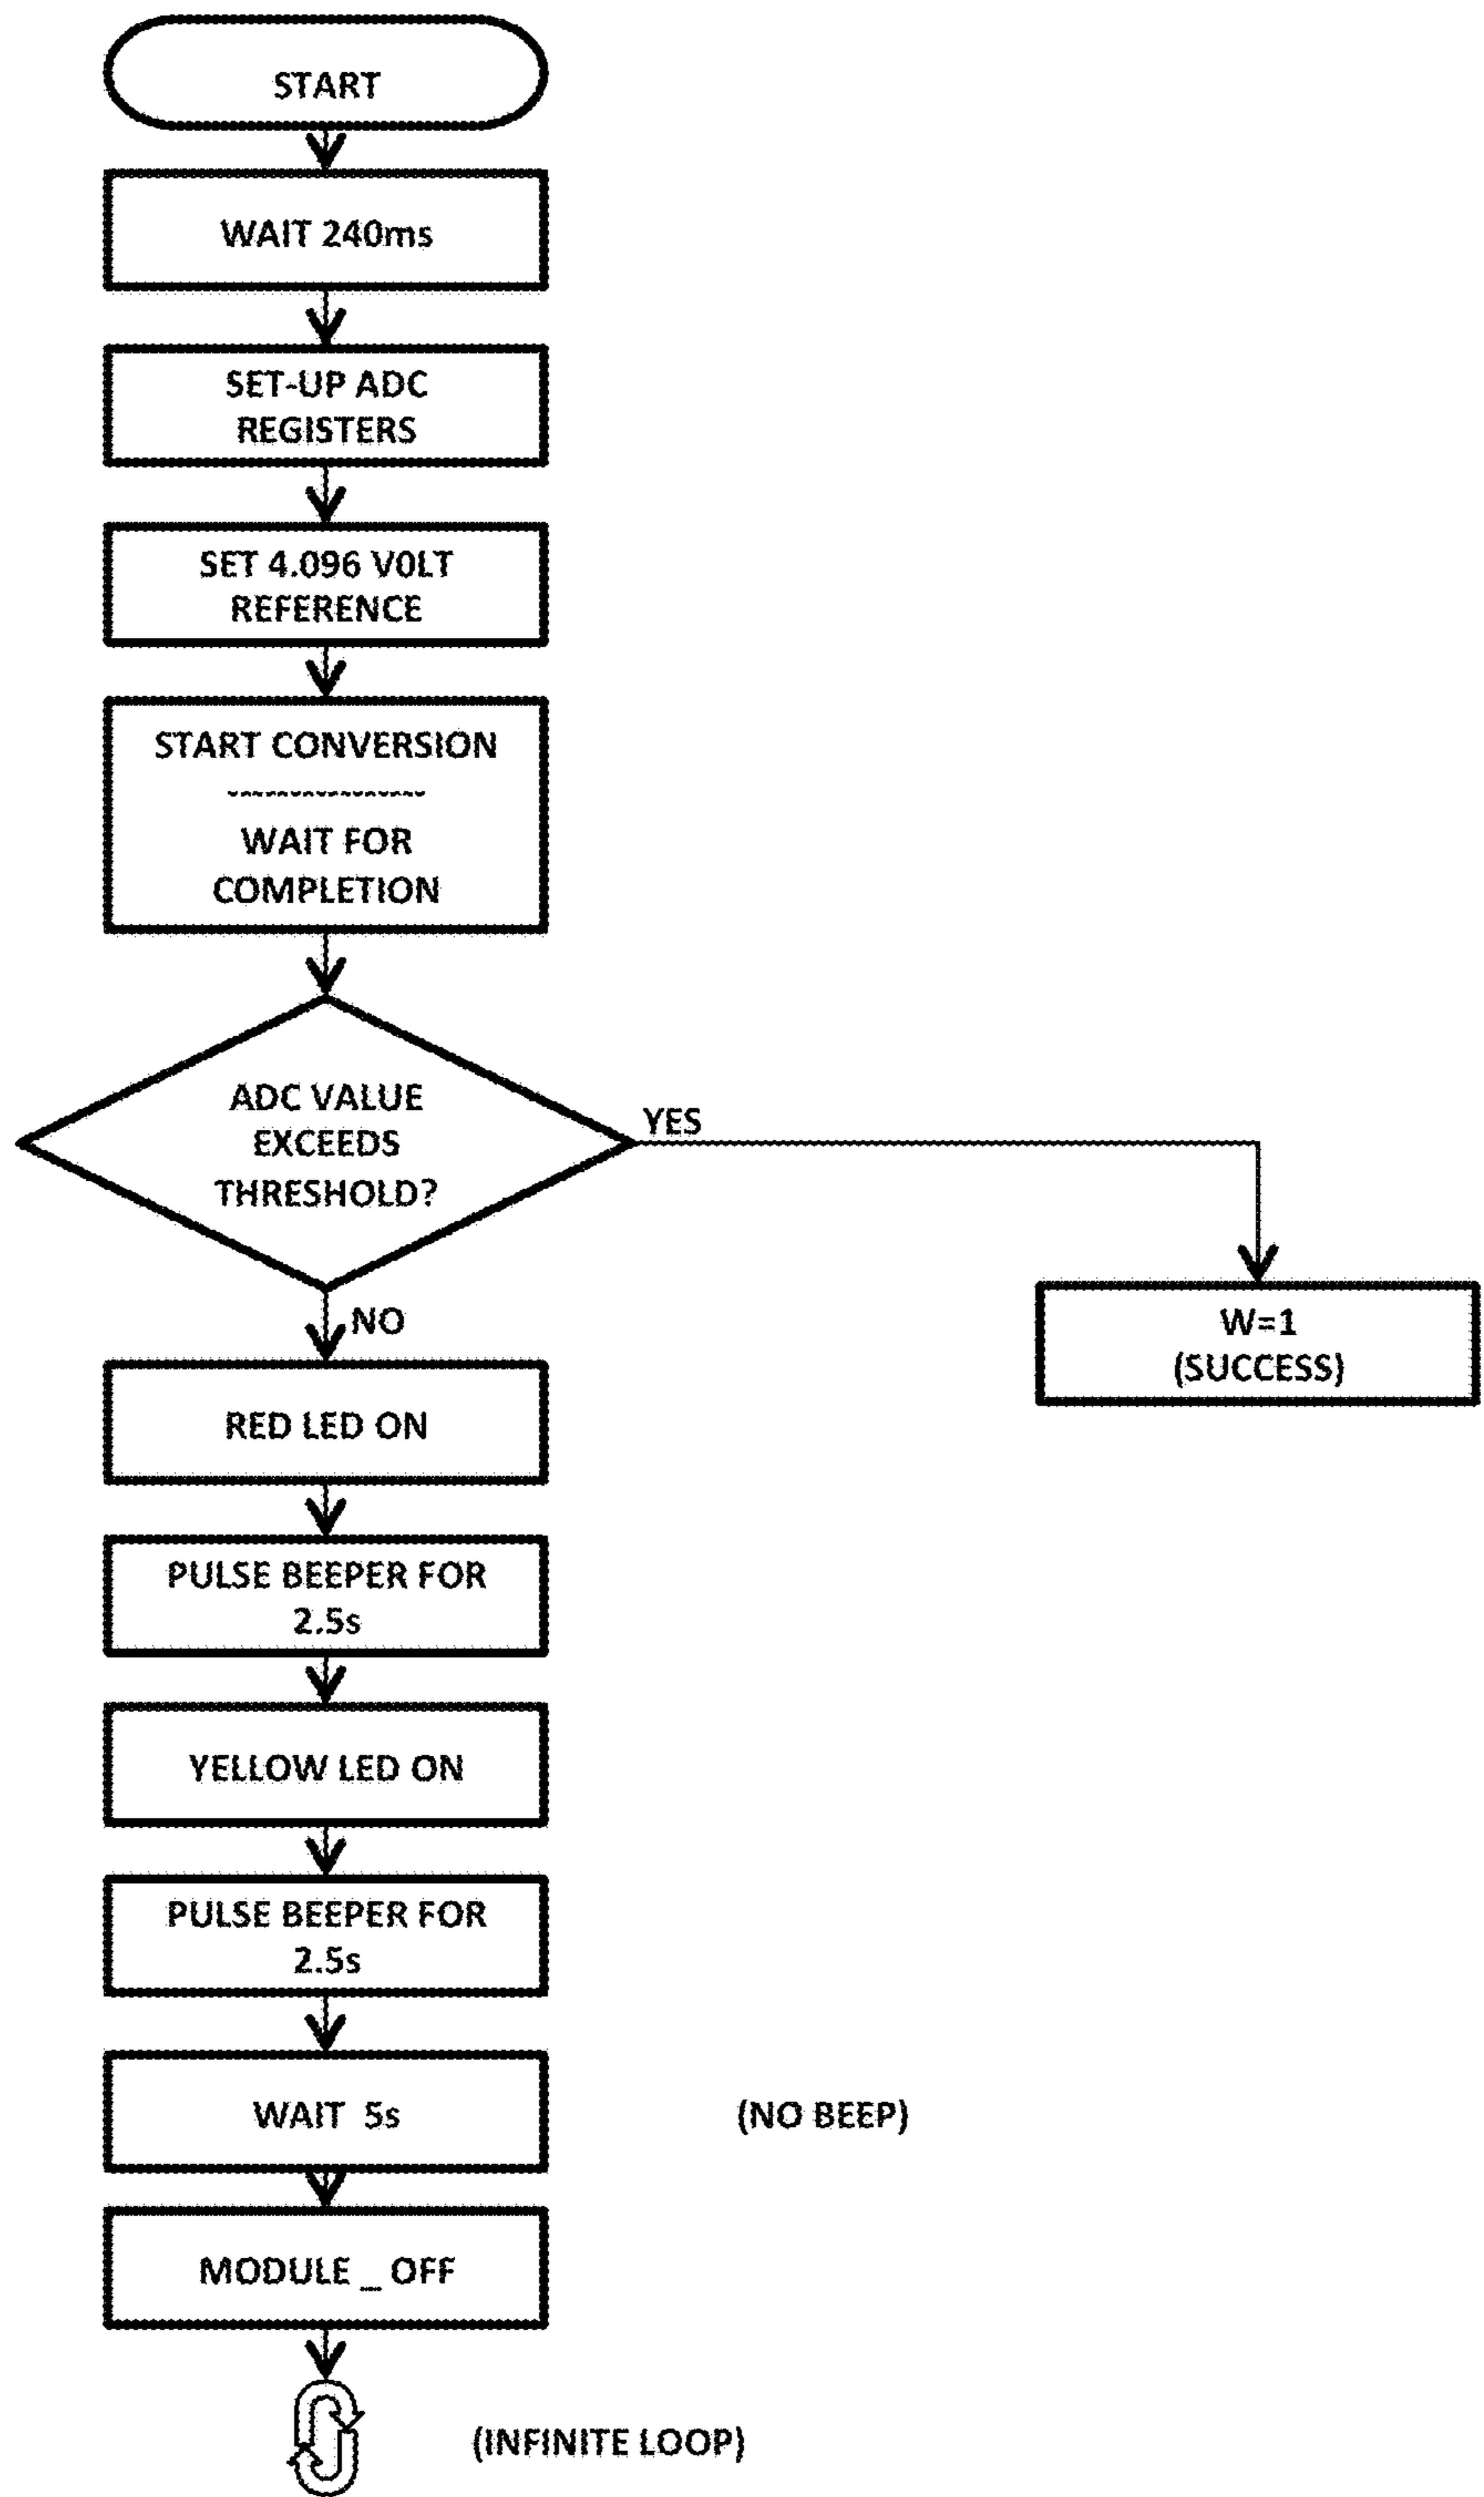 START
WAIT 240ms
SET-UP ADC
REGISTERS
SET 4.096 V0LT
REFERENCE
START CONVERSION
----------------
WAIT FOR
COMPLETION
ADC VALUE
EXCEEDS
THRESHOLD?
YES
NO
W=1
(SUCCESS)
RED LED ON
PULSE BEEPER FOR
2.5s
YELLOW LED ON
PULSE BEEPER FOR
2.5s
WAIT  5s
(NO BEEP)
MODULE _ OFF
(INFINITE LOOP)